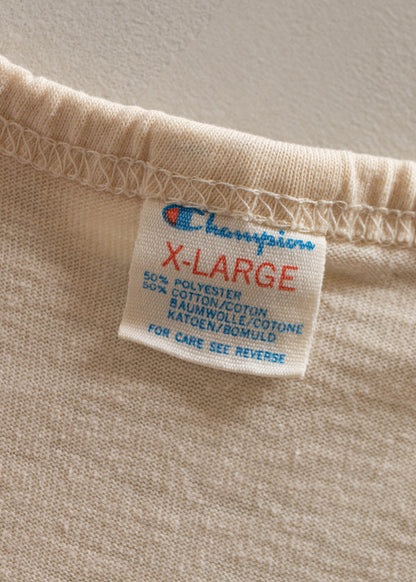 Champion
X-LARGE
50% POLYESTER
50% COTTON/COTON
BAUMWOLLE/COTONE
KATOEN/BOMULD
FOR CARE SEE REVERSE